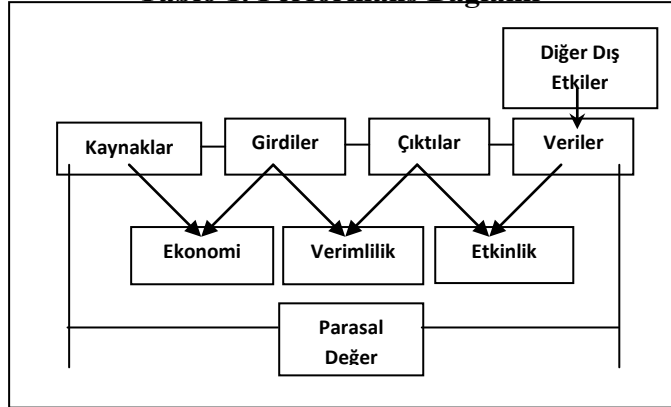 Diğer Dış
Etkiler
Kaynaklar
Girdiler
Çıktılar
Veriler
Ekonomi
Verimlilik
Etkinlik
Parasal
Değer